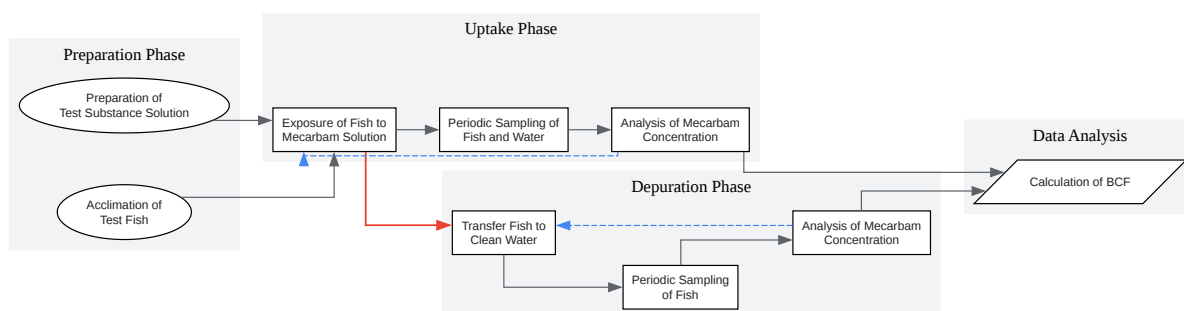 Preparation Phase
Preparation of
Test Substance Solution
Acclimation of
Test Fish
Uptake Phase
Exposure of Fish to
Mecarbam Solution
Periodic Sampling of
Fish and Water
Analysis of Mecarbam
Concentration
Depuration Phase
Transfer Fish to
Clean Water
Periodic Sampling
of Fish
Analysis of Mecarbam
Concentration
Data Analysis
Calculation of BCF